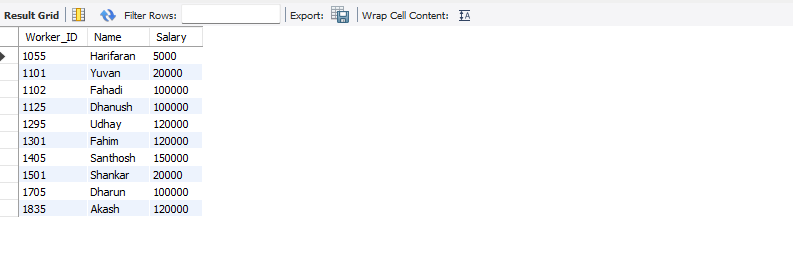 Result Grid Filter Rows: Export: Wrap Cell Content: IA
Worker_ID Name Salary
1055 Harifaran 5000
1101 Yuvan 20000
1102 Fahadi 100000
1125 Dhanush 100000
1295 Udhay 120000
1301 Fahim 120000
1405 Santhosh 150000
1501 Shankar 20000
1705 Dharun 100000
1835 Akash 120000